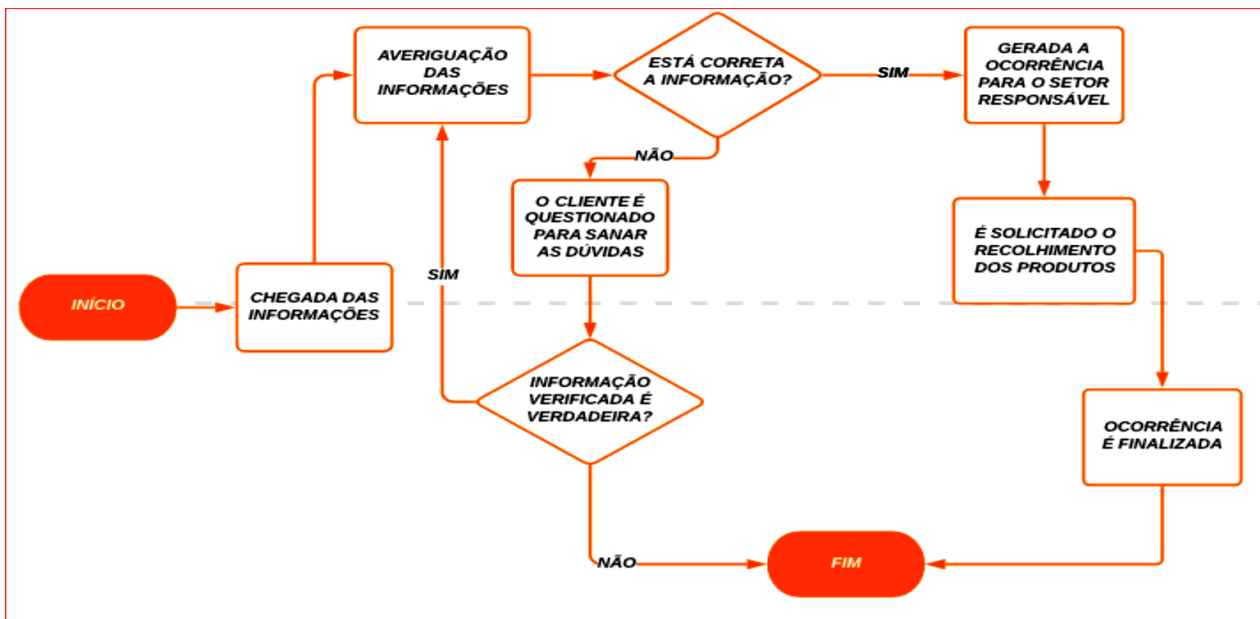 INÍCIO
CHEGADA DAS
INFORMAÇÕES
AVERIGUAÇÃO
DAS
INFORMAÇÕES
ESTÁ CORRETA
A INFORMAÇÃO?
SIM
GERADA A
OCORRÊNCIA
PARA O SETOR
RESPONSÁVEL
NÃO
O CLIENTE É
QUESTIONADO
PARA SANAR
AS DÚVIDAS
É SOLICITADO O
RECOLHIMENTO
DOS PRODUTOS
SIM
INFORMAÇÃO
VERIFICADA É
VERDADEIRA?
OCORRÊNCIA
É FINALIZADA
NÃO
FIM